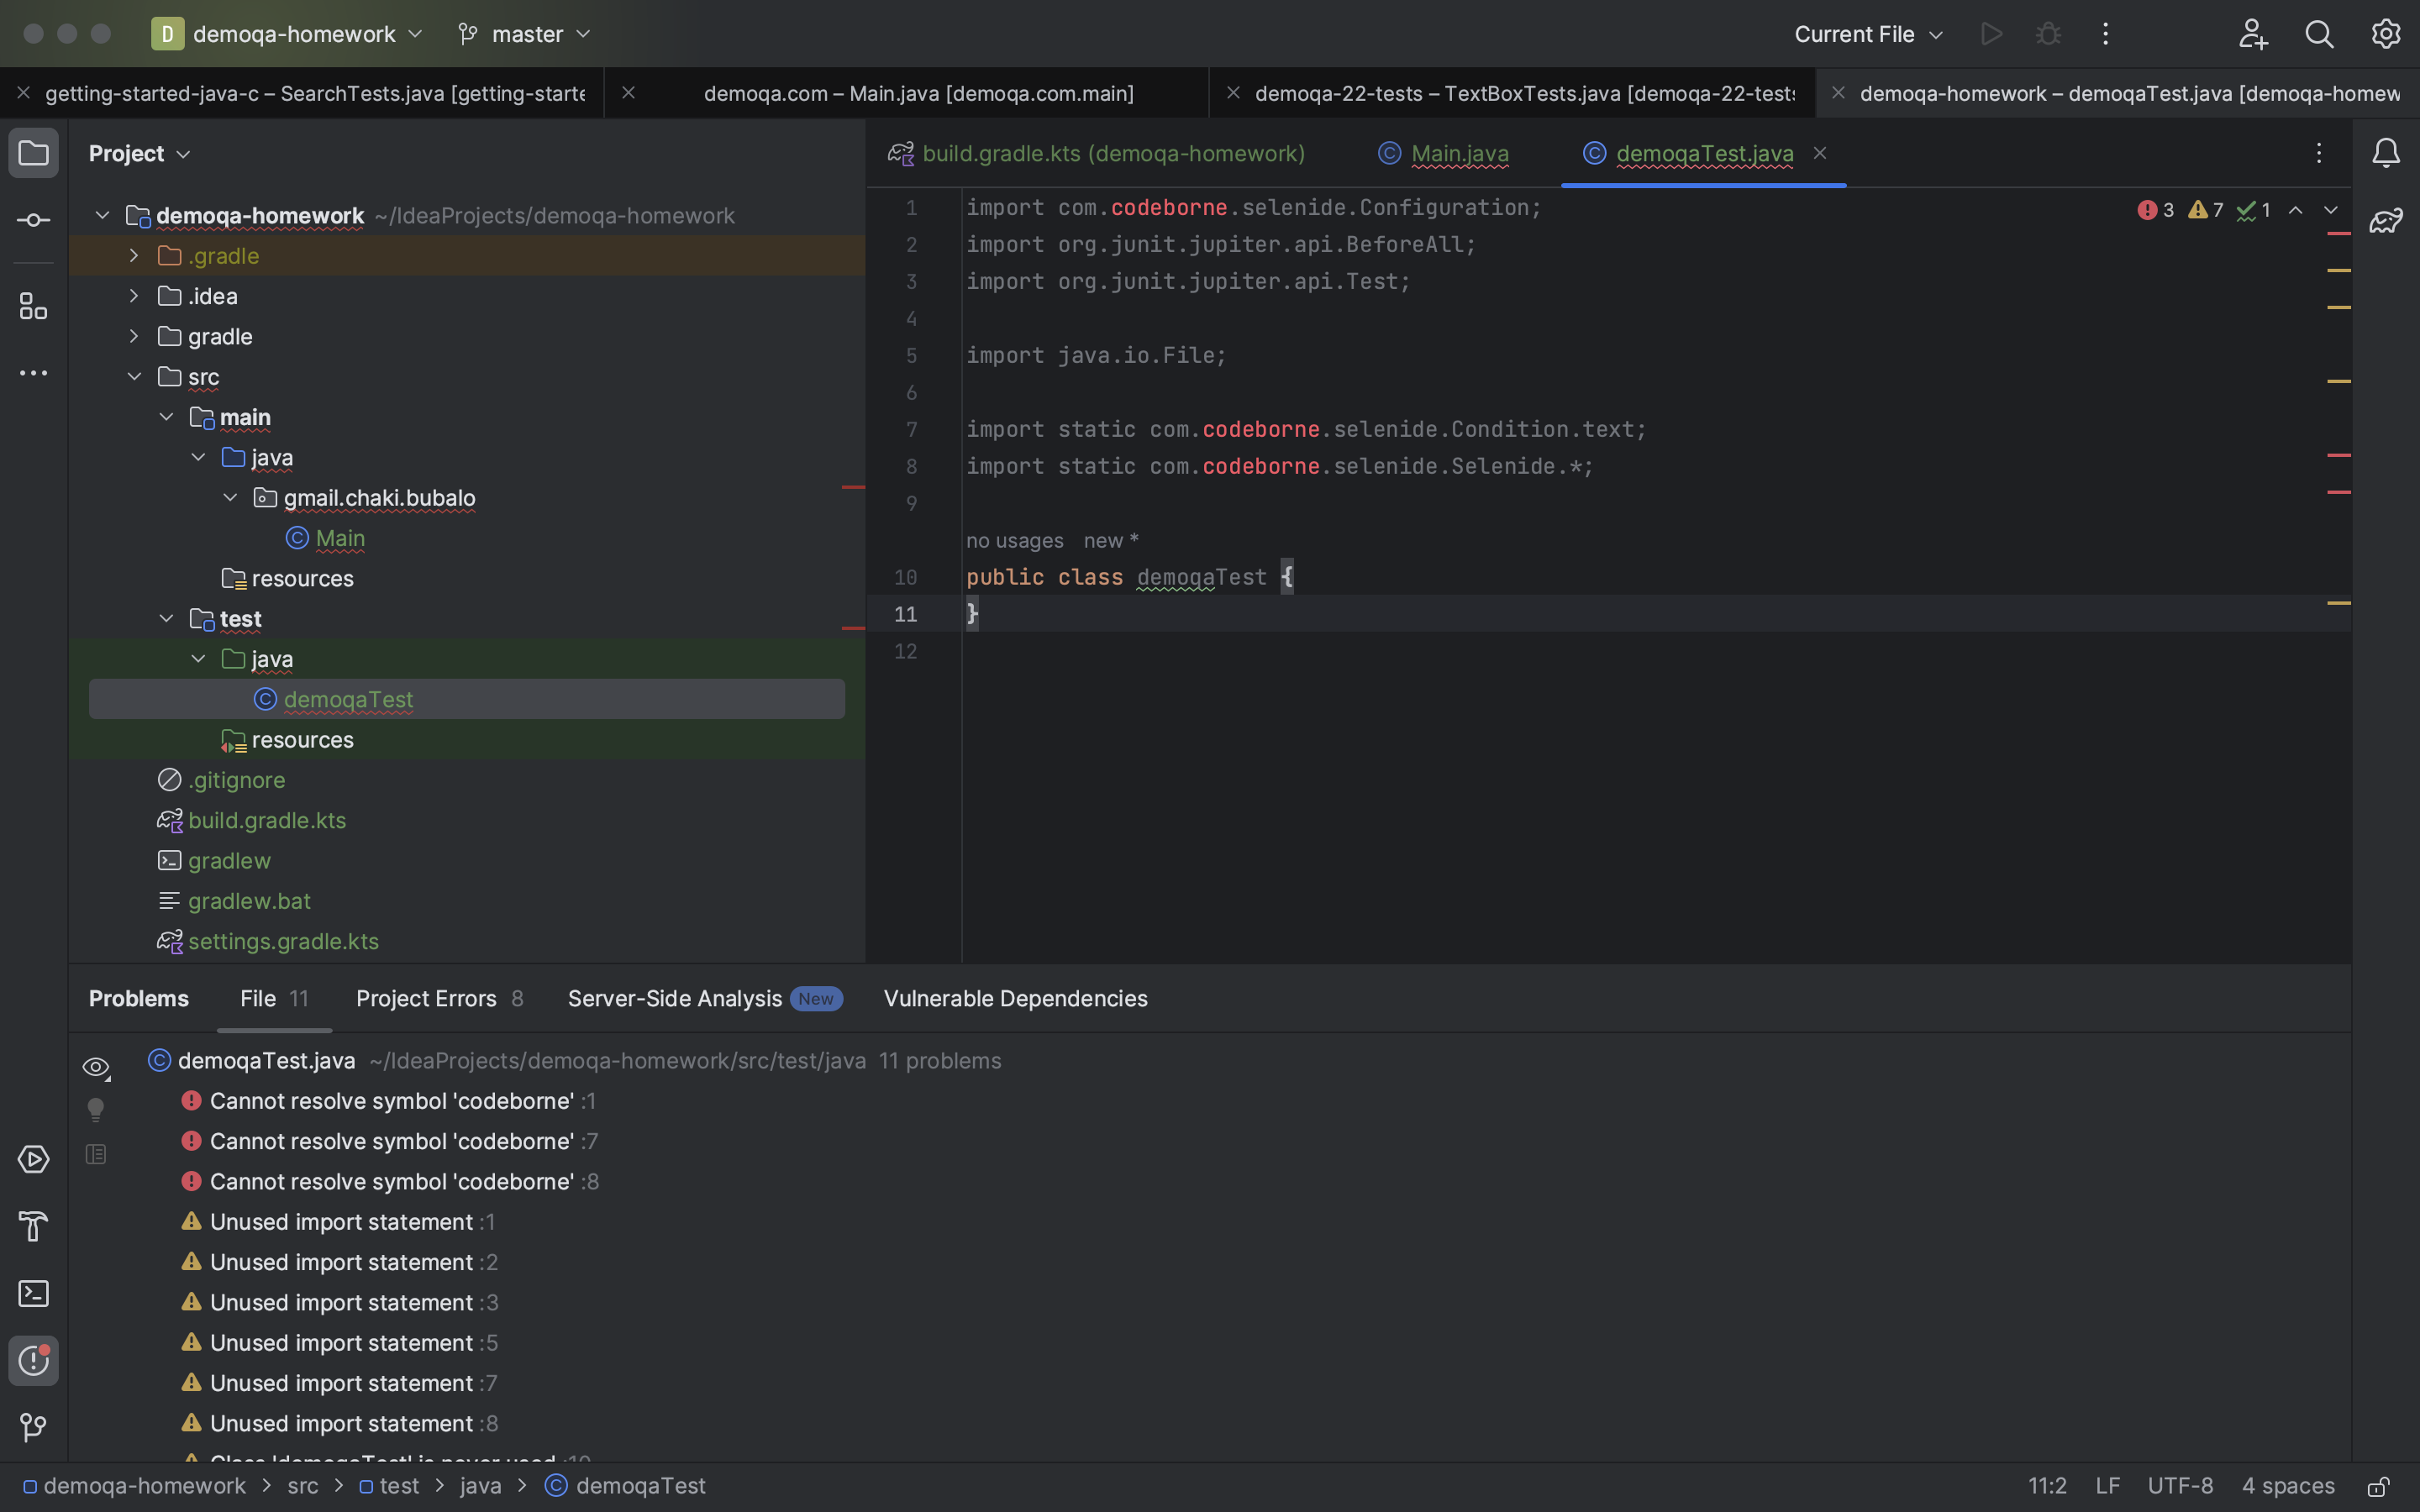 D demoqa-homework master Current File
getting-started-java-c – SearchTests.java [getting-starte
demoqa.com – Main.java [demoqa.com.main]
demoqa-22-tests – TextBoxTests.java [demoqa-22-tests
demoqa-homework – demoqaTest.java [demoqa-homew
Project
demoqa-homework ~/IdeaProjects/demoqa-homework
.gradle
.idea
gradle
src
main
java
gmail.chaki.bubalo
Main
resources
test
java
demoqaTest
resources
.gitignore
build.gradle.kts
gradlew
gradlew.bat
settings.gradle.kts
build.gradle.kts (demoqa-homework) Main.java demoqaTest.java
3 7 1
1 import com.codeborne.selenide.Configuration;
2 import org.junit.jupiter.api.BeforeAll;
3 import org.junit.jupiter.api.Test;
4
5 import java.io.File;
6
7 import static com.codeborne.selenide.Condition.text;
8 import static com.codeborne.selenide.Selenide.*;
9
no usages new *
10 public class demoqaTest {
11 }
12
Problems File 11 Project Errors 8 Server-Side Analysis New Vulnerable Dependencies
demoqaTest.java ~/IdeaProjects/demoqa-homework/src/test/java 11 problems
Cannot resolve symbol 'codeborne' :1
Cannot resolve symbol 'codeborne' :7
Cannot resolve symbol 'codeborne' :8
Unused import statement :1
Unused import statement :2
Unused import statement :3
Unused import statement :5
Unused import statement :7
Unused import statement :8
Class 'demoqaTest' is never used :10
demoqa-homework > src > test > java > demoqaTest
11:2 LF UTF-8 4 spaces